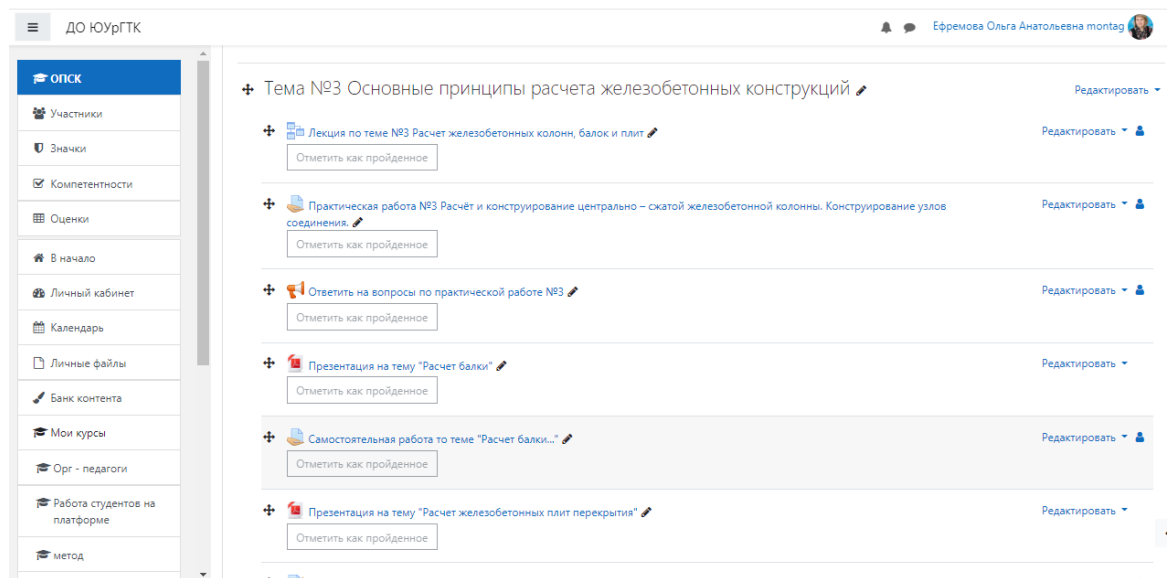 ДО ЮУрГТК
Ефремова Ольга Анатольевна montag
ОПСК
Участники
Значки
Компетентности
Оценки
В начало
Личный кабинет
Календарь
Личные файлы
Банк контента
Мои курсы
Орг - педагоги
Работа студентов на
платформе
метод
Тема №3 Основные принципы расчета железобетонных конструкций
Редактировать
Лекция по теме №3 Расчет железобетонных колонн, балок и плит
Редактировать
Отметить как пройденное
Практическая работа №3 Расчёт и конструирование центрально – сжатой железобетонной колонны. Конструирование узлов
соединения.
Редактировать
Отметить как пройденное
Ответить на вопросы по практической работе №3
Редактировать
Отметить как пройденное
Презентация на тему "Расчет балки"
Редактировать
Отметить как пройденное
Самостоятельная работа то теме "Расчет балки..."
Редактировать
Отметить как пройденное
Презентация на тему "Расчет железобетонных плит перекрытия"
Редактировать
Отметить как пройденное